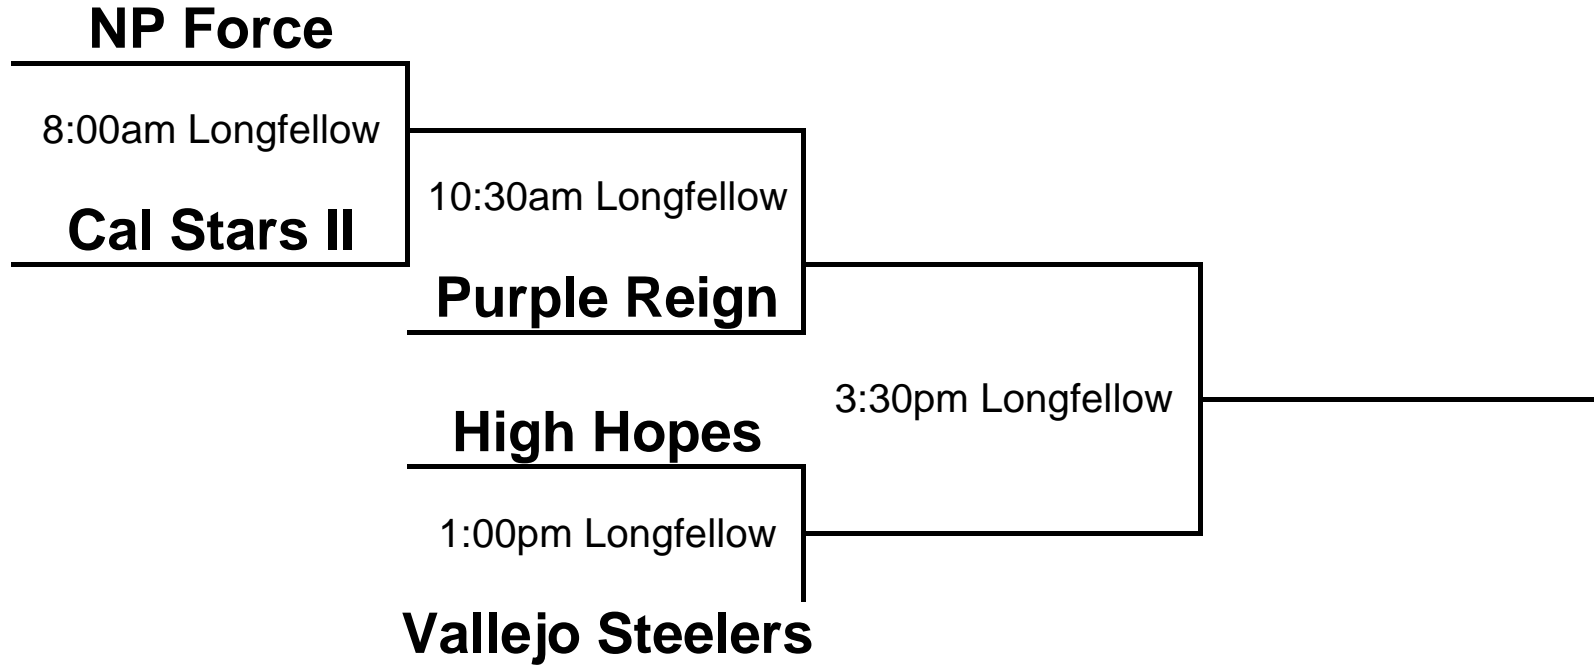 NP Force
8:00am Longfellow
Cal Stars II
10:30am Longfellow
Purple Reign
3:30pm Longfellow
High Hopes
1:00pm Longfellow
Vallejo Steelers